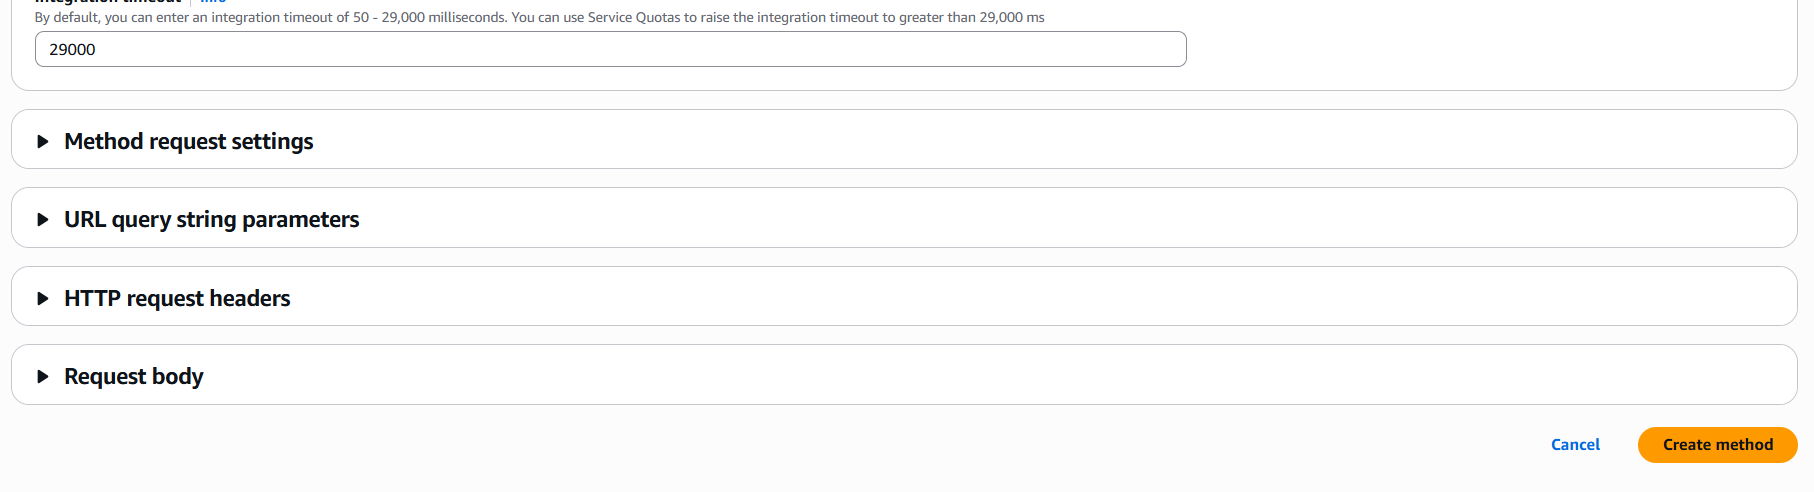 By default, you can enter an integration timeout of 50 - 29,000 milliseconds. You can use Service Quotas to raise the integration timeout to greater than 29,000 ms
29000
Method request settings
URL query string parameters
HTTP request headers
Request body
Cancel
Create method